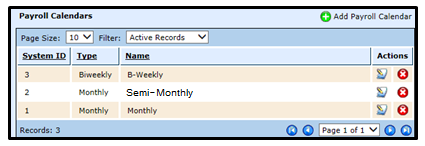 Payroll Calendars
Add Payroll Calendar
Page Size: 10 Filter: Active Records
System ID Type Name Actions
3 Biweekly B-Weekly
2 Monthly Semi-Monthly
1 Monthly Monthly
Records: 3 Page 1 of 1